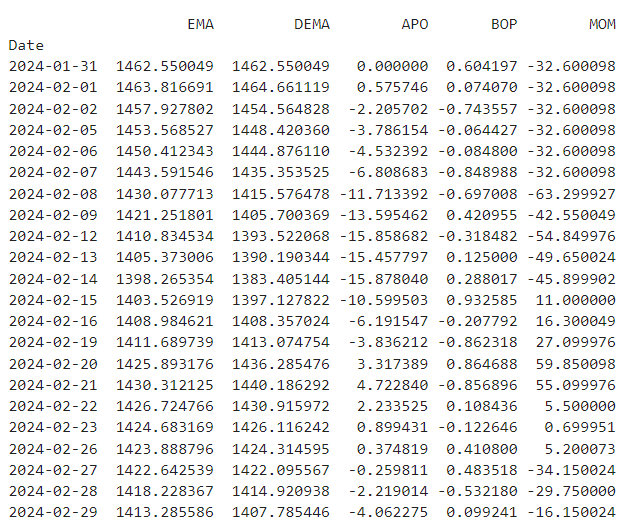 EMA DEMA APO BOP MOM
Date
2024-01-31 1462.550049 1462.550049 0.000000 0.604197 -32.600098
2024-02-01 1463.816691 1464.661119 0.575746 0.074070 -32.600098
2024-02-02 1457.927802 1454.564828 -2.205702 -0.743557 -32.600098
2024-02-05 1453.568527 1448.420360 -3.786154 -0.064427 -32.600098
2024-02-06 1450.412343 1444.876110 -4.532392 -0.084800 -32.600098
2024-02-07 1443.591546 1435.353525 -6.808683 -0.848988 -32.600098
2024-02-08 1430.077713 1415.576478 -11.713392 -0.697008 -63.299927
2024-02-09 1421.251801 1405.700369 -13.595462 0.420955 -42.550049
2024-02-12 1410.834534 1393.522068 -15.858682 -0.318482 -54.849976
2024-02-13 1405.373006 1390.190344 -15.457797 0.125000 -49.650024
2024-02-14 1398.265354 1383.405144 -15.878040 0.288017 -45.899902
2024-02-15 1403.526919 1397.127822 -10.599503 0.932585 11.000000
2024-02-16 1408.984621 1408.357024 -6.191547 -0.207792 16.300049
2024-02-19 1411.689739 1413.074754 -3.836212 -0.862318 27.099976
2024-02-20 1425.893176 1436.285476 3.317389 0.864688 59.850098
2024-02-21 1430.312125 1440.186292 4.722840 -0.856896 55.099976
2024-02-22 1426.724766 1430.915972 2.233525 0.108436 5.500000
2024-02-23 1424.683169 1426.116242 0.899431 -0.122646 0.699951
2024-02-26 1423.888796 1424.314595 0.374819 0.410800 5.200073
2024-02-27 1422.642539 1422.095567 -0.259811 0.483518 -34.150024
2024-02-28 1418.228367 1414.920938 -2.219014 -0.532180 -29.750000
2024-02-29 1413.285586 1407.785446 -4.062275 0.099241 -16.150024